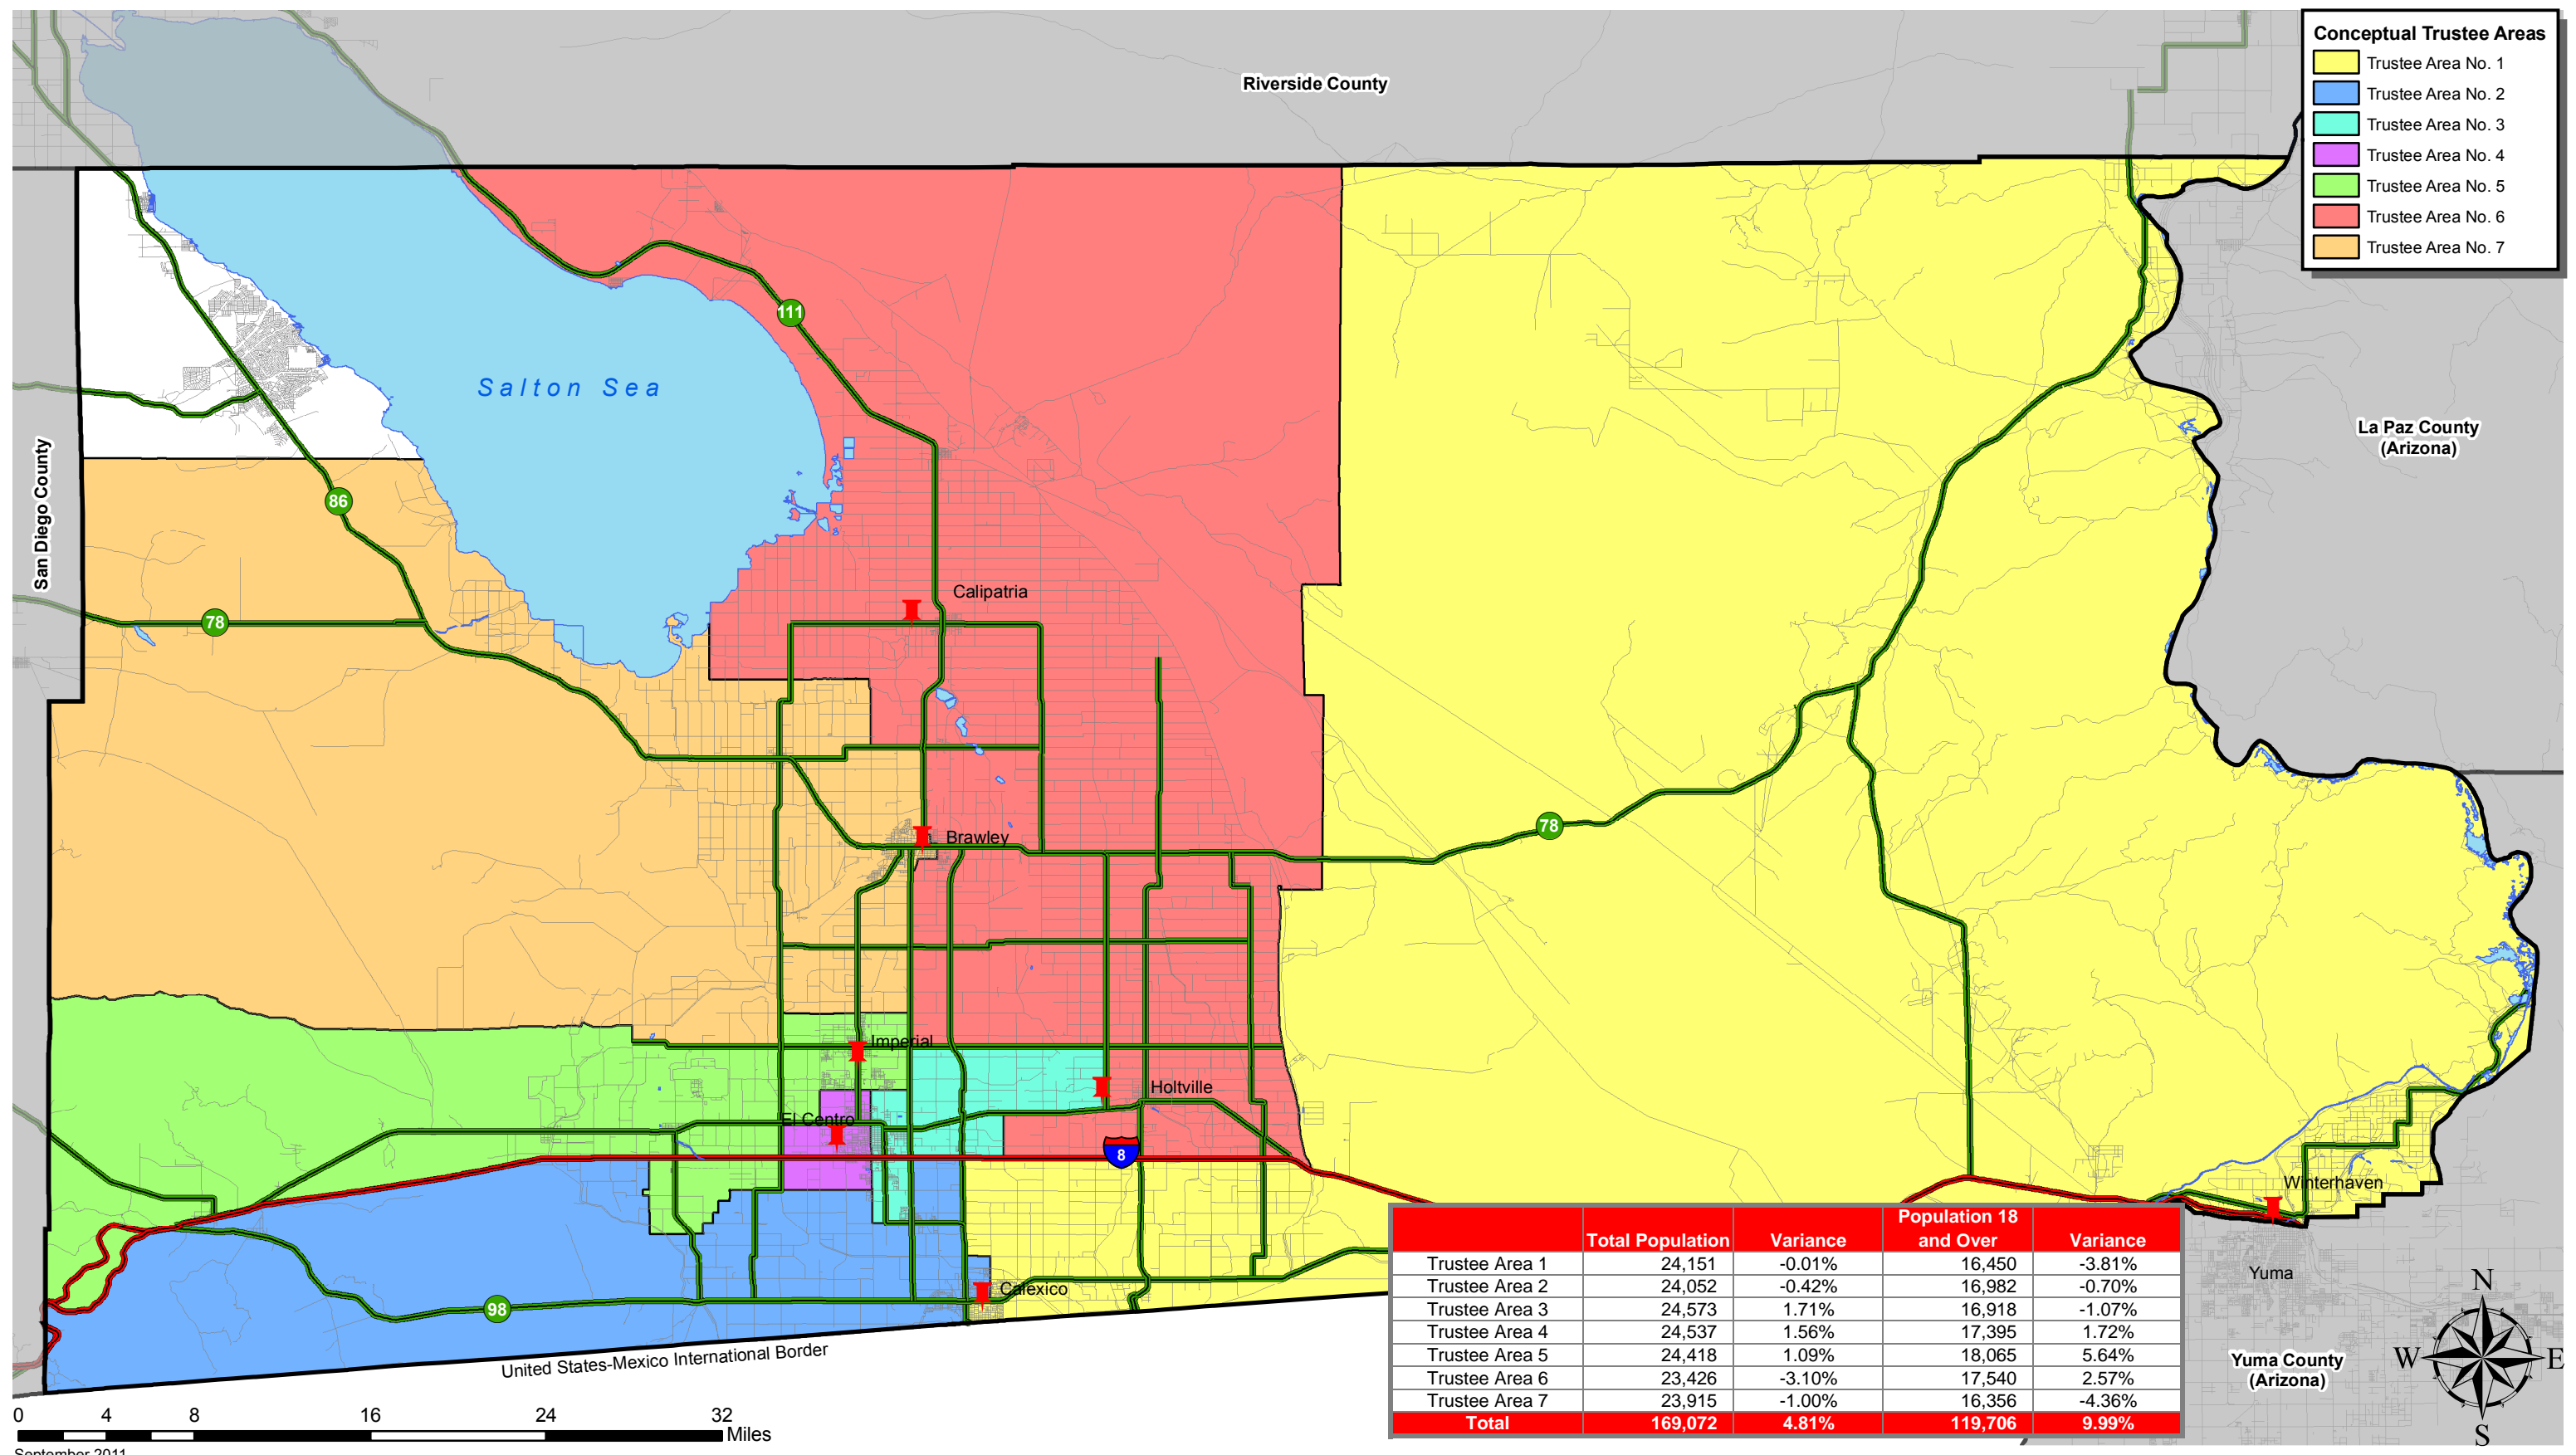 Conceptual Trustee Areas
Trustee Area No. 1
Trustee Area No. 2
Trustee Area No. 3
Trustee Area No. 4
Trustee Area No. 5
Trustee Area No. 6
Trustee Area No. 7
Riverside County
111
Salton Sea
La Paz County
(Arizona)
San Diego County
86
78
Calipatria
78
Brawley
Imperial
Holtville
El Centro
8
Winterhaven
98
Calexico
United States-Mexico International Border
Yuma
Yuma County
(Arizona)
N
W E
S
Total Population Variance Population 18 and Over Variance
Trustee Area 1 24,151 -0.01% 16,450 -3.81%
Trustee Area 2 24,052 -0.42% 16,982 -0.70%
Trustee Area 3 24,573 1.71% 16,918 -1.07%
Trustee Area 4 24,537 1.56% 17,395 1.72%
Trustee Area 5 24,418 1.09% 18,065 5.64%
Trustee Area 6 23,426 -3.10% 17,540 2.57%
Trustee Area 7 23,915 -1.00% 16,356 -4.36%
Total 169,072 4.81% 119,706 9.99%
0 4 8 16 24 32
Miles
September 2011